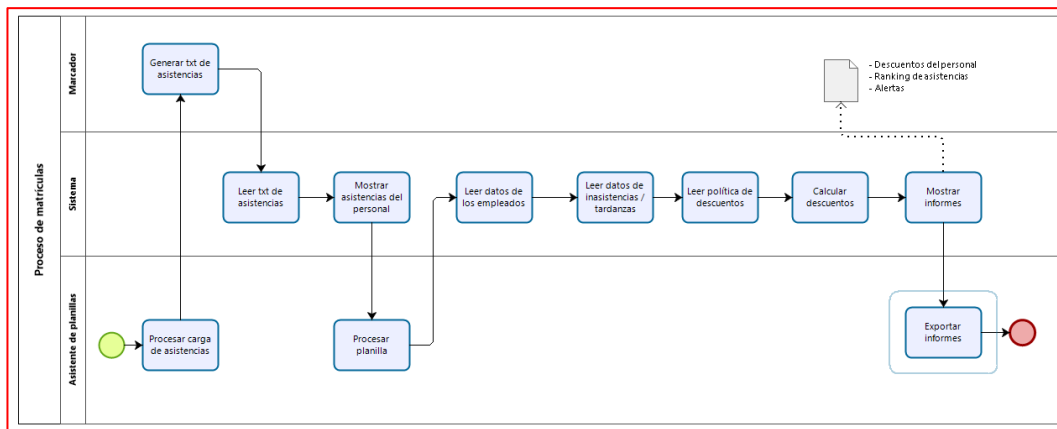 Proceso de matrículas
Marcador
Generar txt de
asistencias
- Descuentos del personal
- Ranking de asistencias
- Alertas
Sistema
Leer txt de
asistencias
Mostrar
asistencias del
personal
Leer datos de
los empleados
Leer datos de
inasistencias /
tardanzas
Leer política de
descuentos
Calcular
descuentos
Mostrar
informes
Asistente de planillas
Procesar carga
de asistencias
Procesar
planilla
Exportar
informes